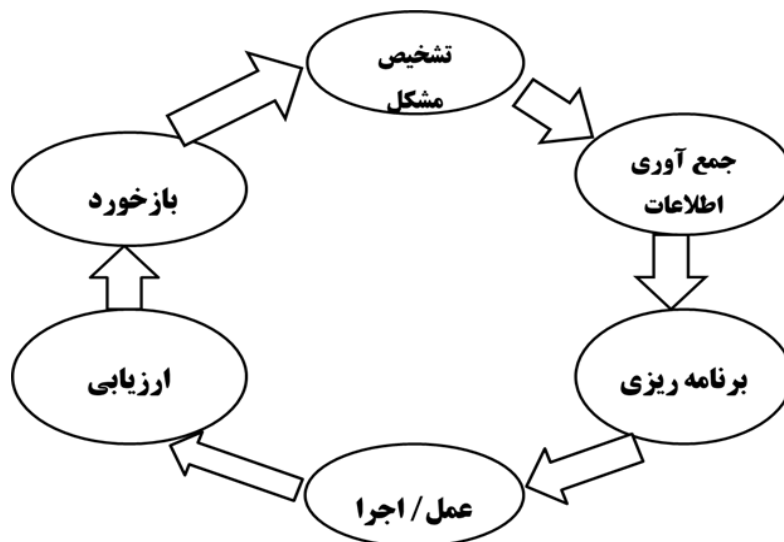 تشخیص
مشکل
جمع آوری
اطلاعات
برنامه ریزی
عمل / اجرا
ارزیابی
بازخورد